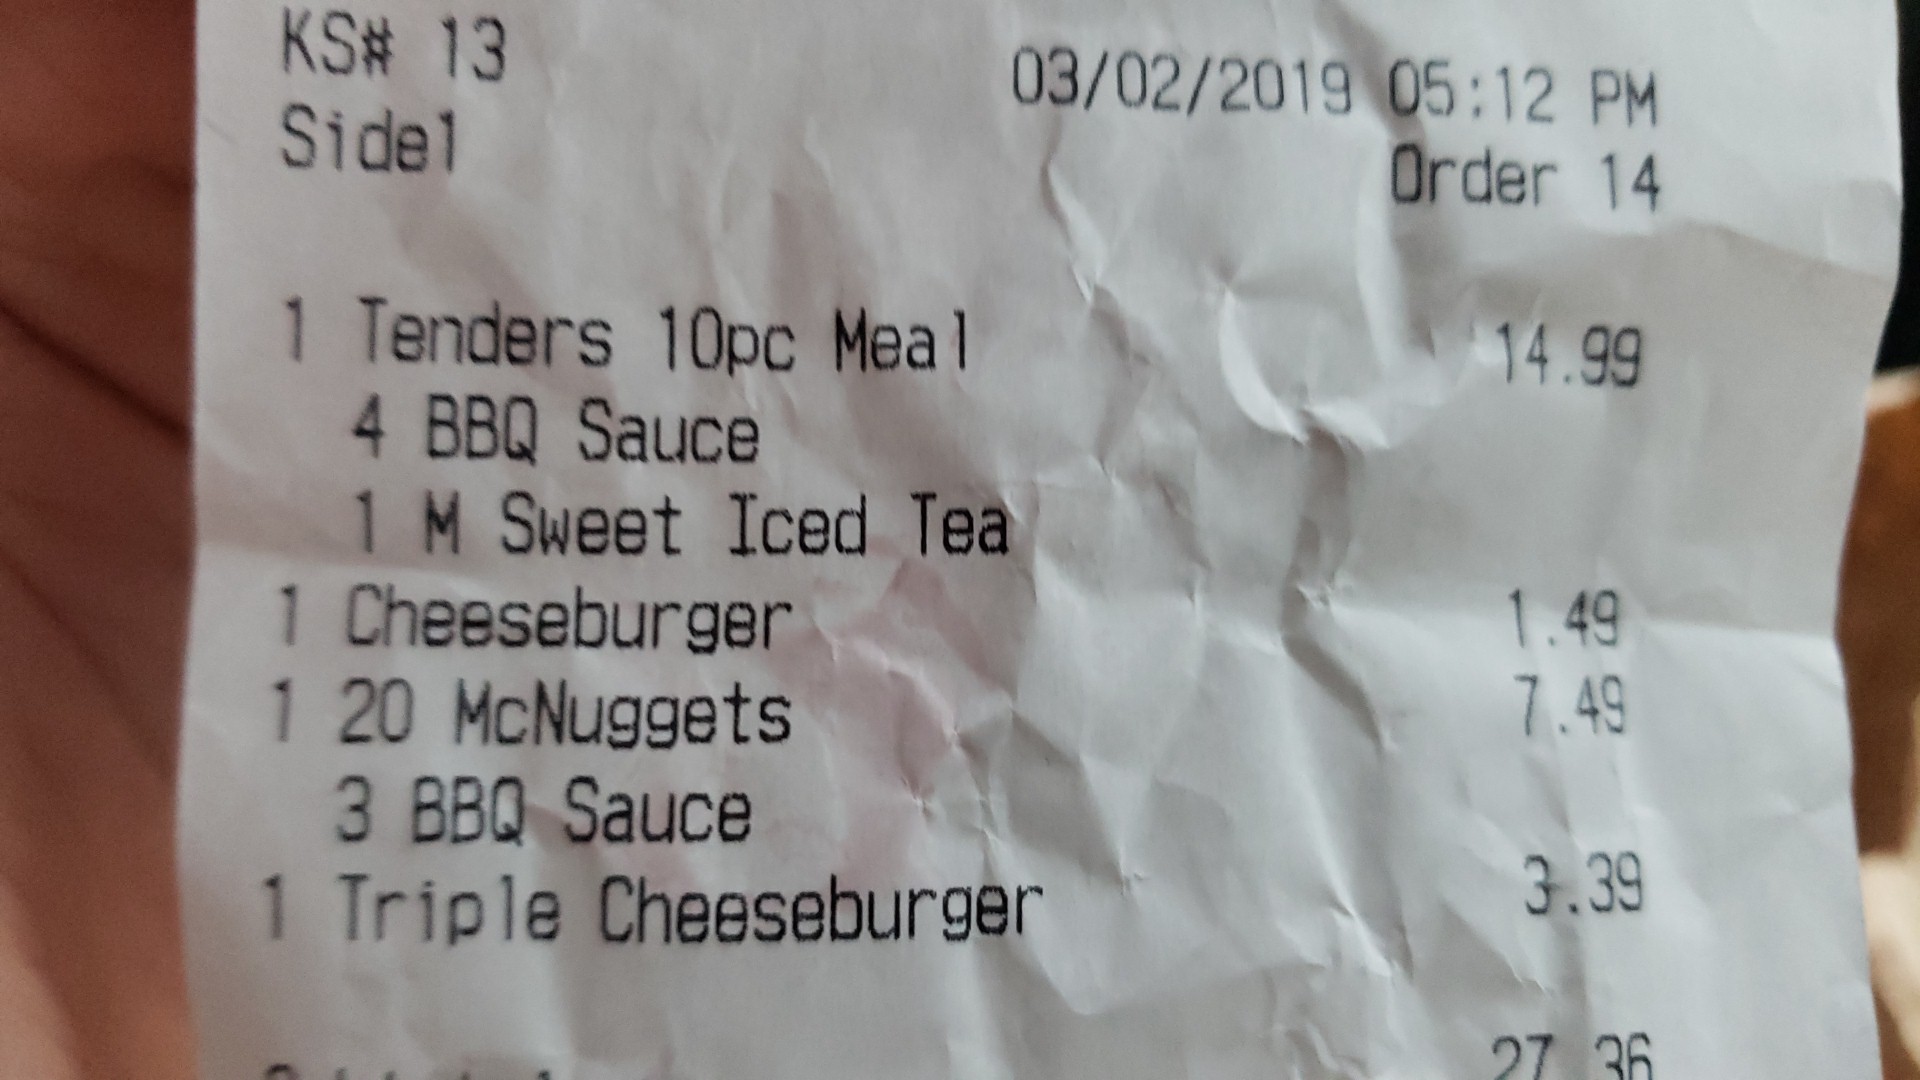 KS# 13
03/02/2019 05:12 PM
Side1
Order 14
1 Tenders 10pc Meal 14.99
4 BBQ Sauce
1 M Sweet Iced Tea
1 Cheeseburger 1.49
1 20 McNuggets 7.49
3 BBQ Sauce
1 Triple Cheeseburger 3.39
27.36